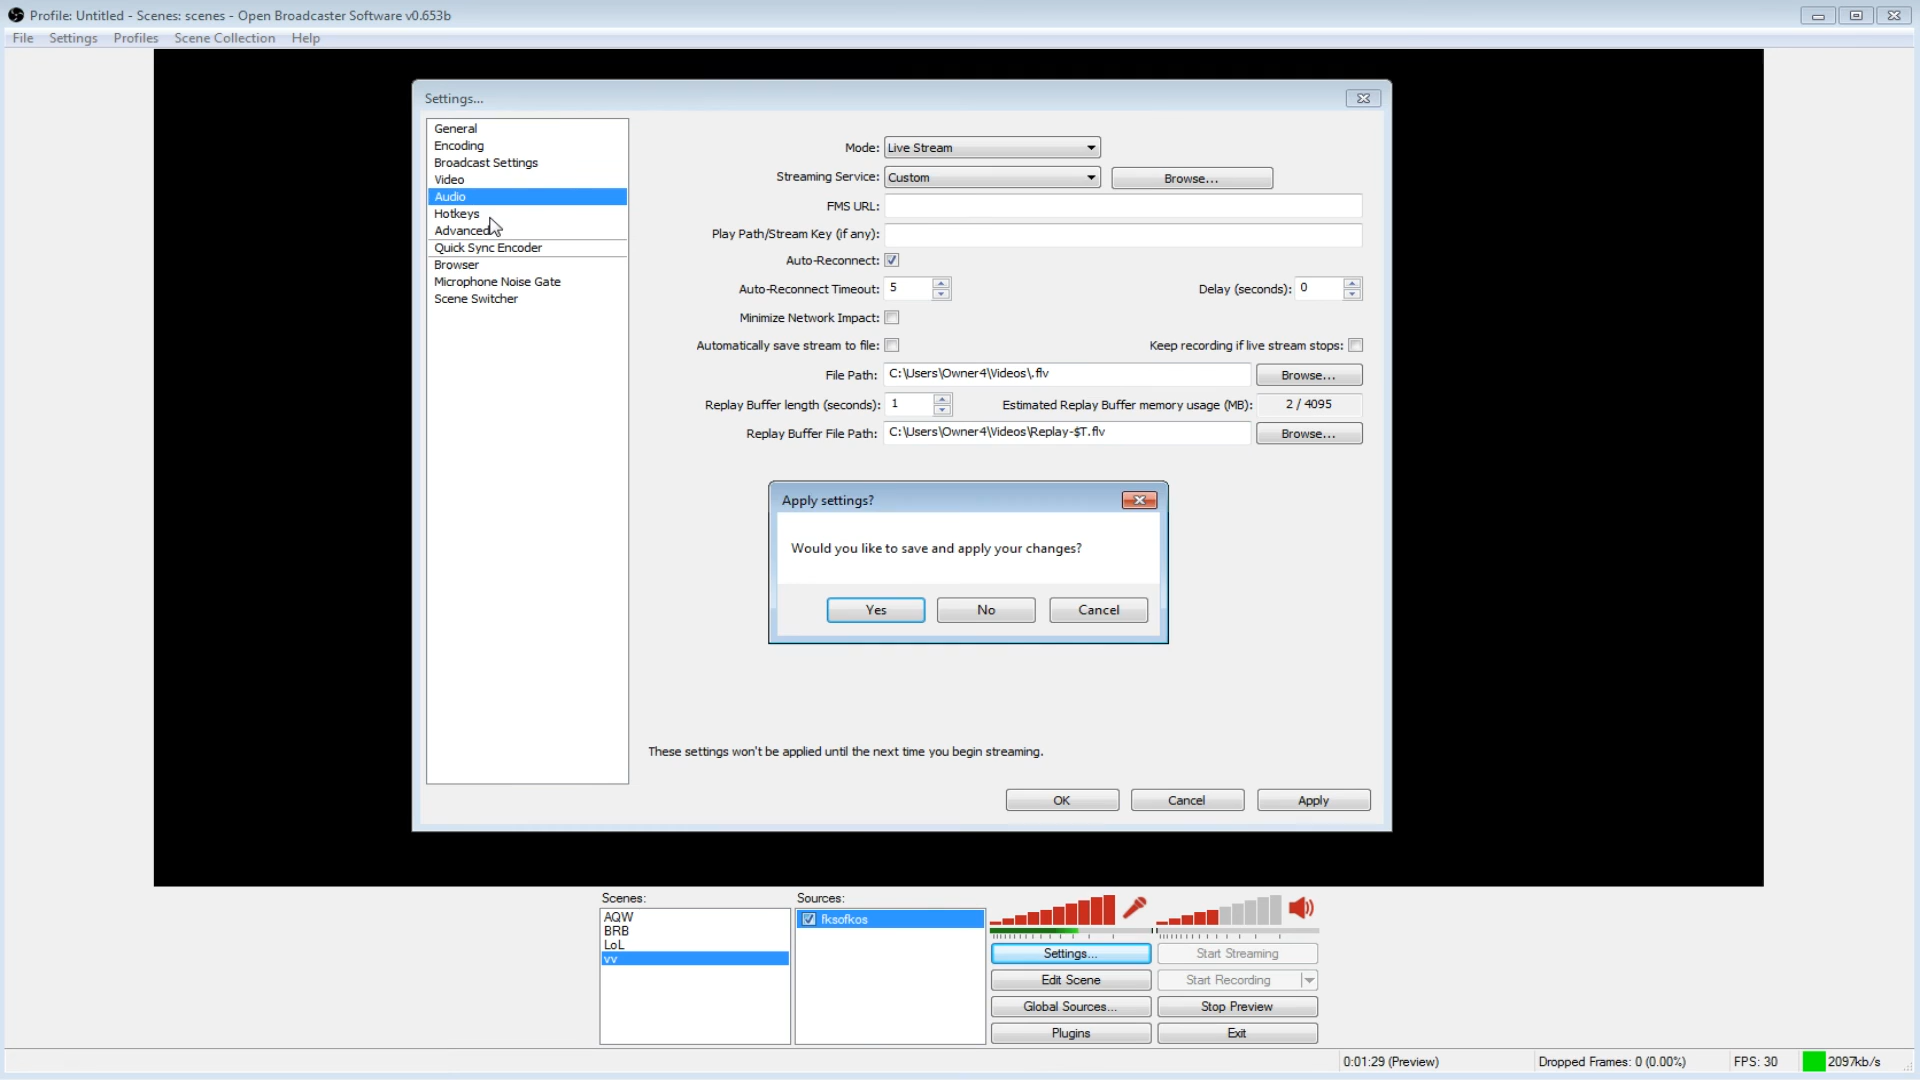 Profile: Untitled - Scenes: scenes - Open Broadcaster Software v0.653b
File Settings Profiles Scene Collection Help
Settings...
General
Encoding
Broadcast Settings
Video
Audio
Hotkeys
Advanced
Quick Sync Encoder
Browser
Microphone Noise Gate
Scene Switcher
Mode: Live Stream
Streaming Service: Custom Browse...
FMS URL:
Play Path/Stream Key (if any):
Auto-Reconnect:
Auto-Reconnect Timeout: 5 Delay (seconds): 0
Minimize Network Impact:
Automatically save stream to file: Keep recording if live stream stops:
File Path: C:\Users\Owner4\Videos\.flv Browse...
Replay Buffer length (seconds): 1 Estimated Replay Buffer memory usage (MB): 2 / 4095
Replay Buffer File Path: C:\Users\Owner4\Videos\Replay-$T.flv Browse...
Apply settings?
Would you like to save and apply your changes?
Yes No Cancel
These settings won't be applied until the next time you begin streaming.
OK Cancel Apply
Scenes:
AQW
BRB
LoL
vv
Sources:
fksofkos
Settings... Start Streaming
Edit Scene Start Recording
Global Sources... Stop Preview
Plugins Exit
0:01:29 (Preview) Dropped Frames: 0 (0.00%) FPS: 30 2097kb/s